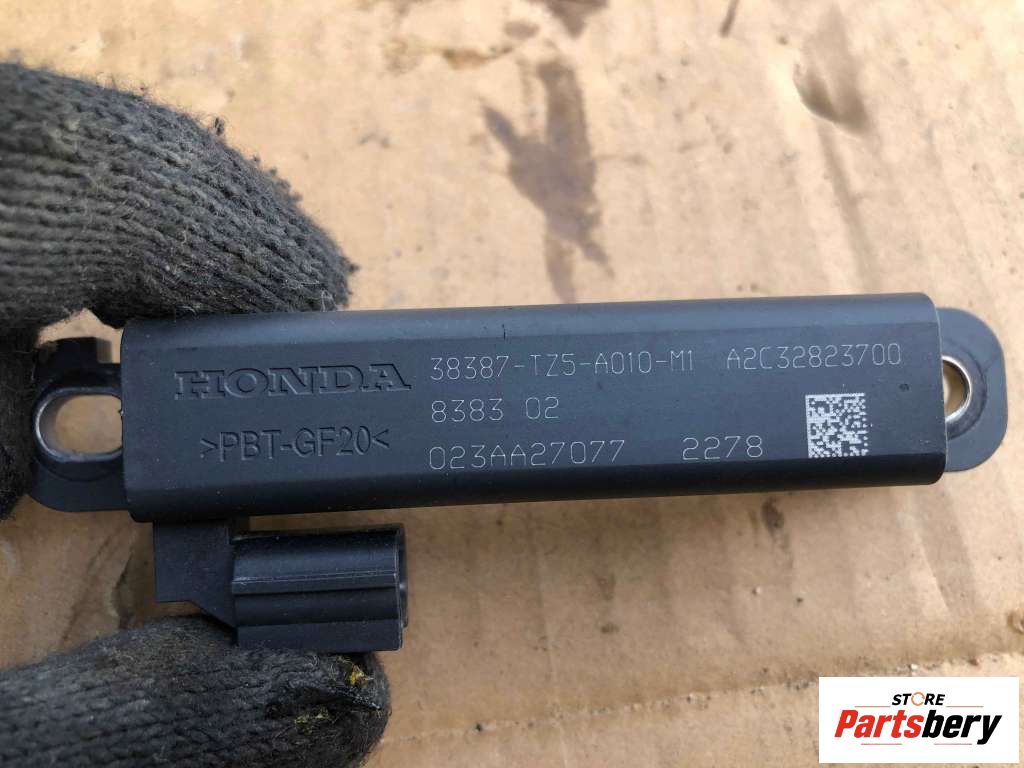 HONDA
>PBT-GF20<
38387-TZ5-A010-M1 A2C32823700
8383 02
023AA27077 2278
STORE
Partsbery